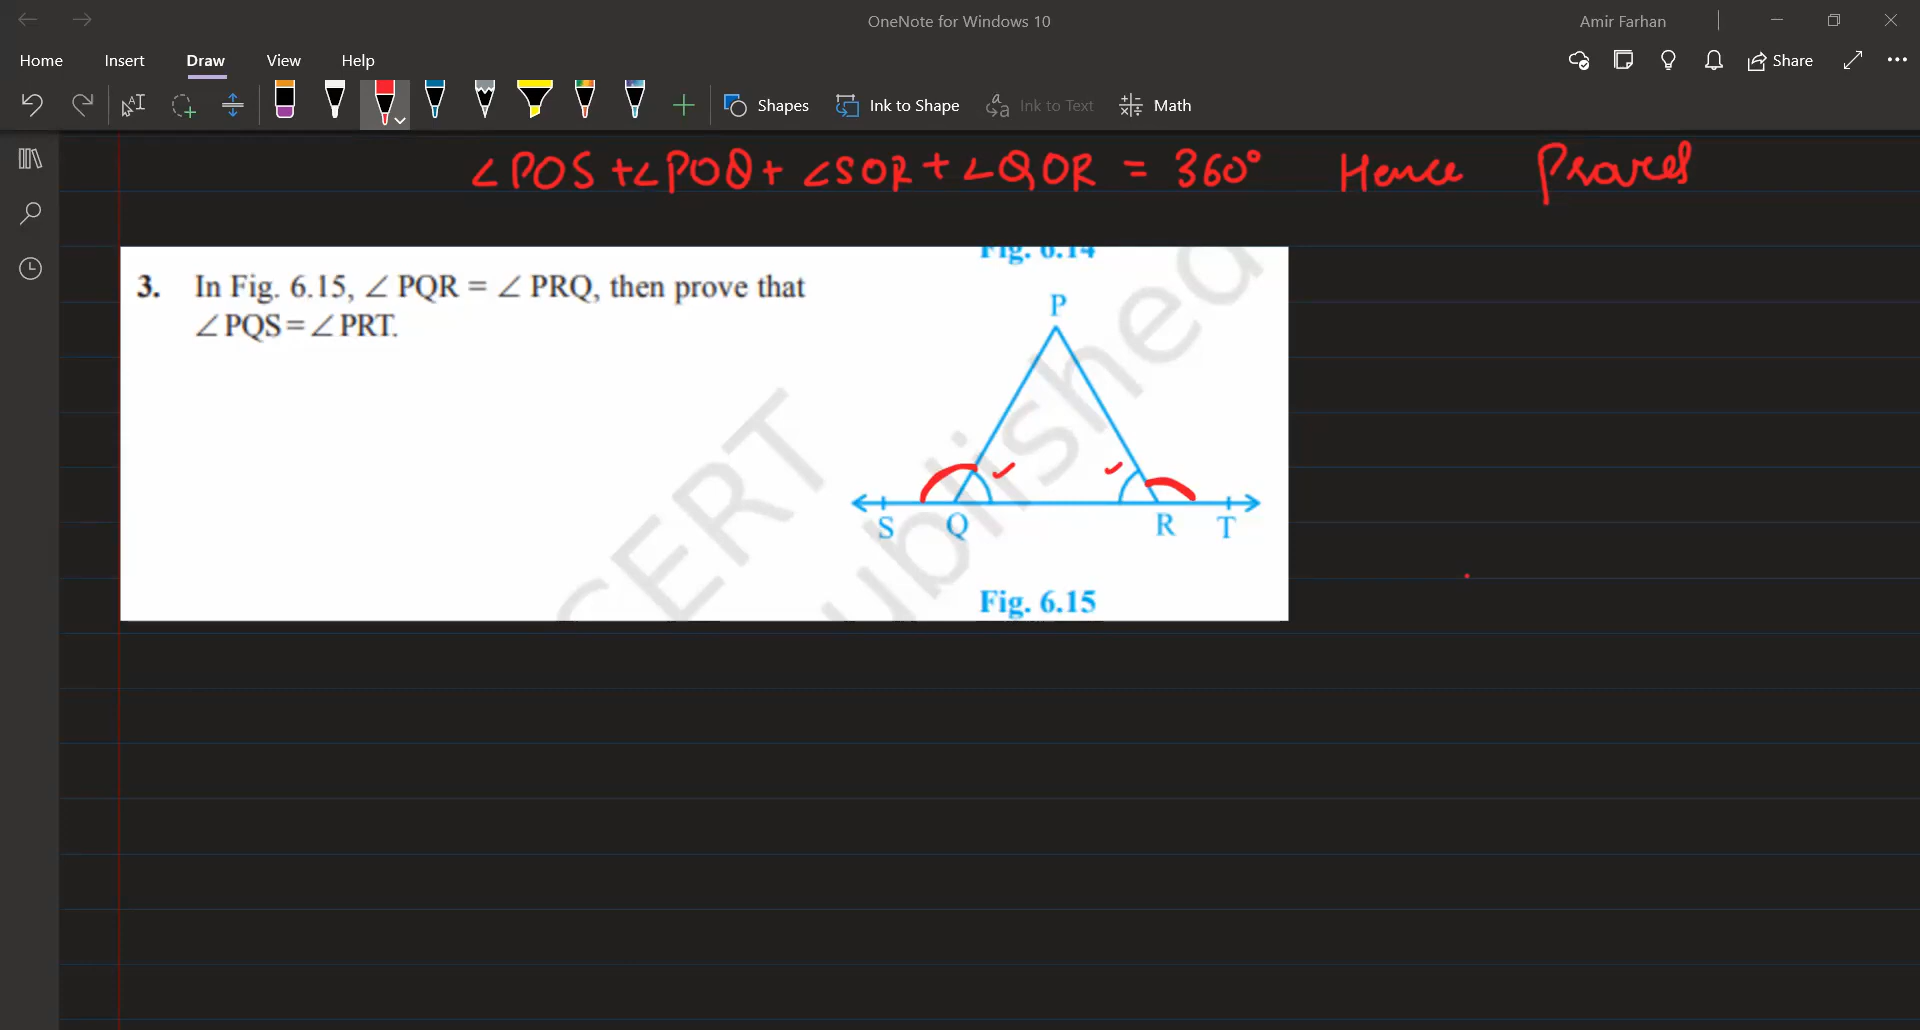 OneNote for Windows 10
Amir Farhan
Home Insert Draw View Help
Share
Shapes Ink to Shape Ink to Text Math
∠POS +∠POQ+ ∠SOR + ∠QOR = 360° Hence Proved
Fig. 6.14
3. In Fig. 6.15, ∠ PQR = ∠ PRQ, then prove that
∠PQS = ∠PRT.
P
S Q R T
Fig. 6.15